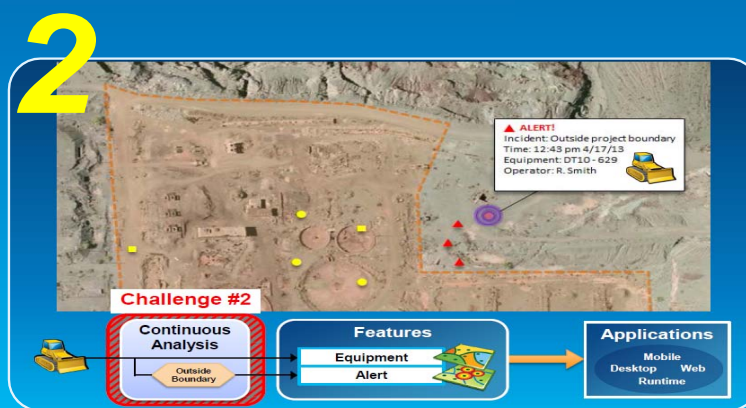 2
▲ ALERT!
Incident: Outside project boundary
Time: 12:43 pm 4/17/13
Equipment: DT10 - 629
Operator: R. Smith
Challenge #2
Continuous
Analysis
Outside
Boundary
Features
Equipment
Alert
Applications
Mobile
Desktop Web
Runtime